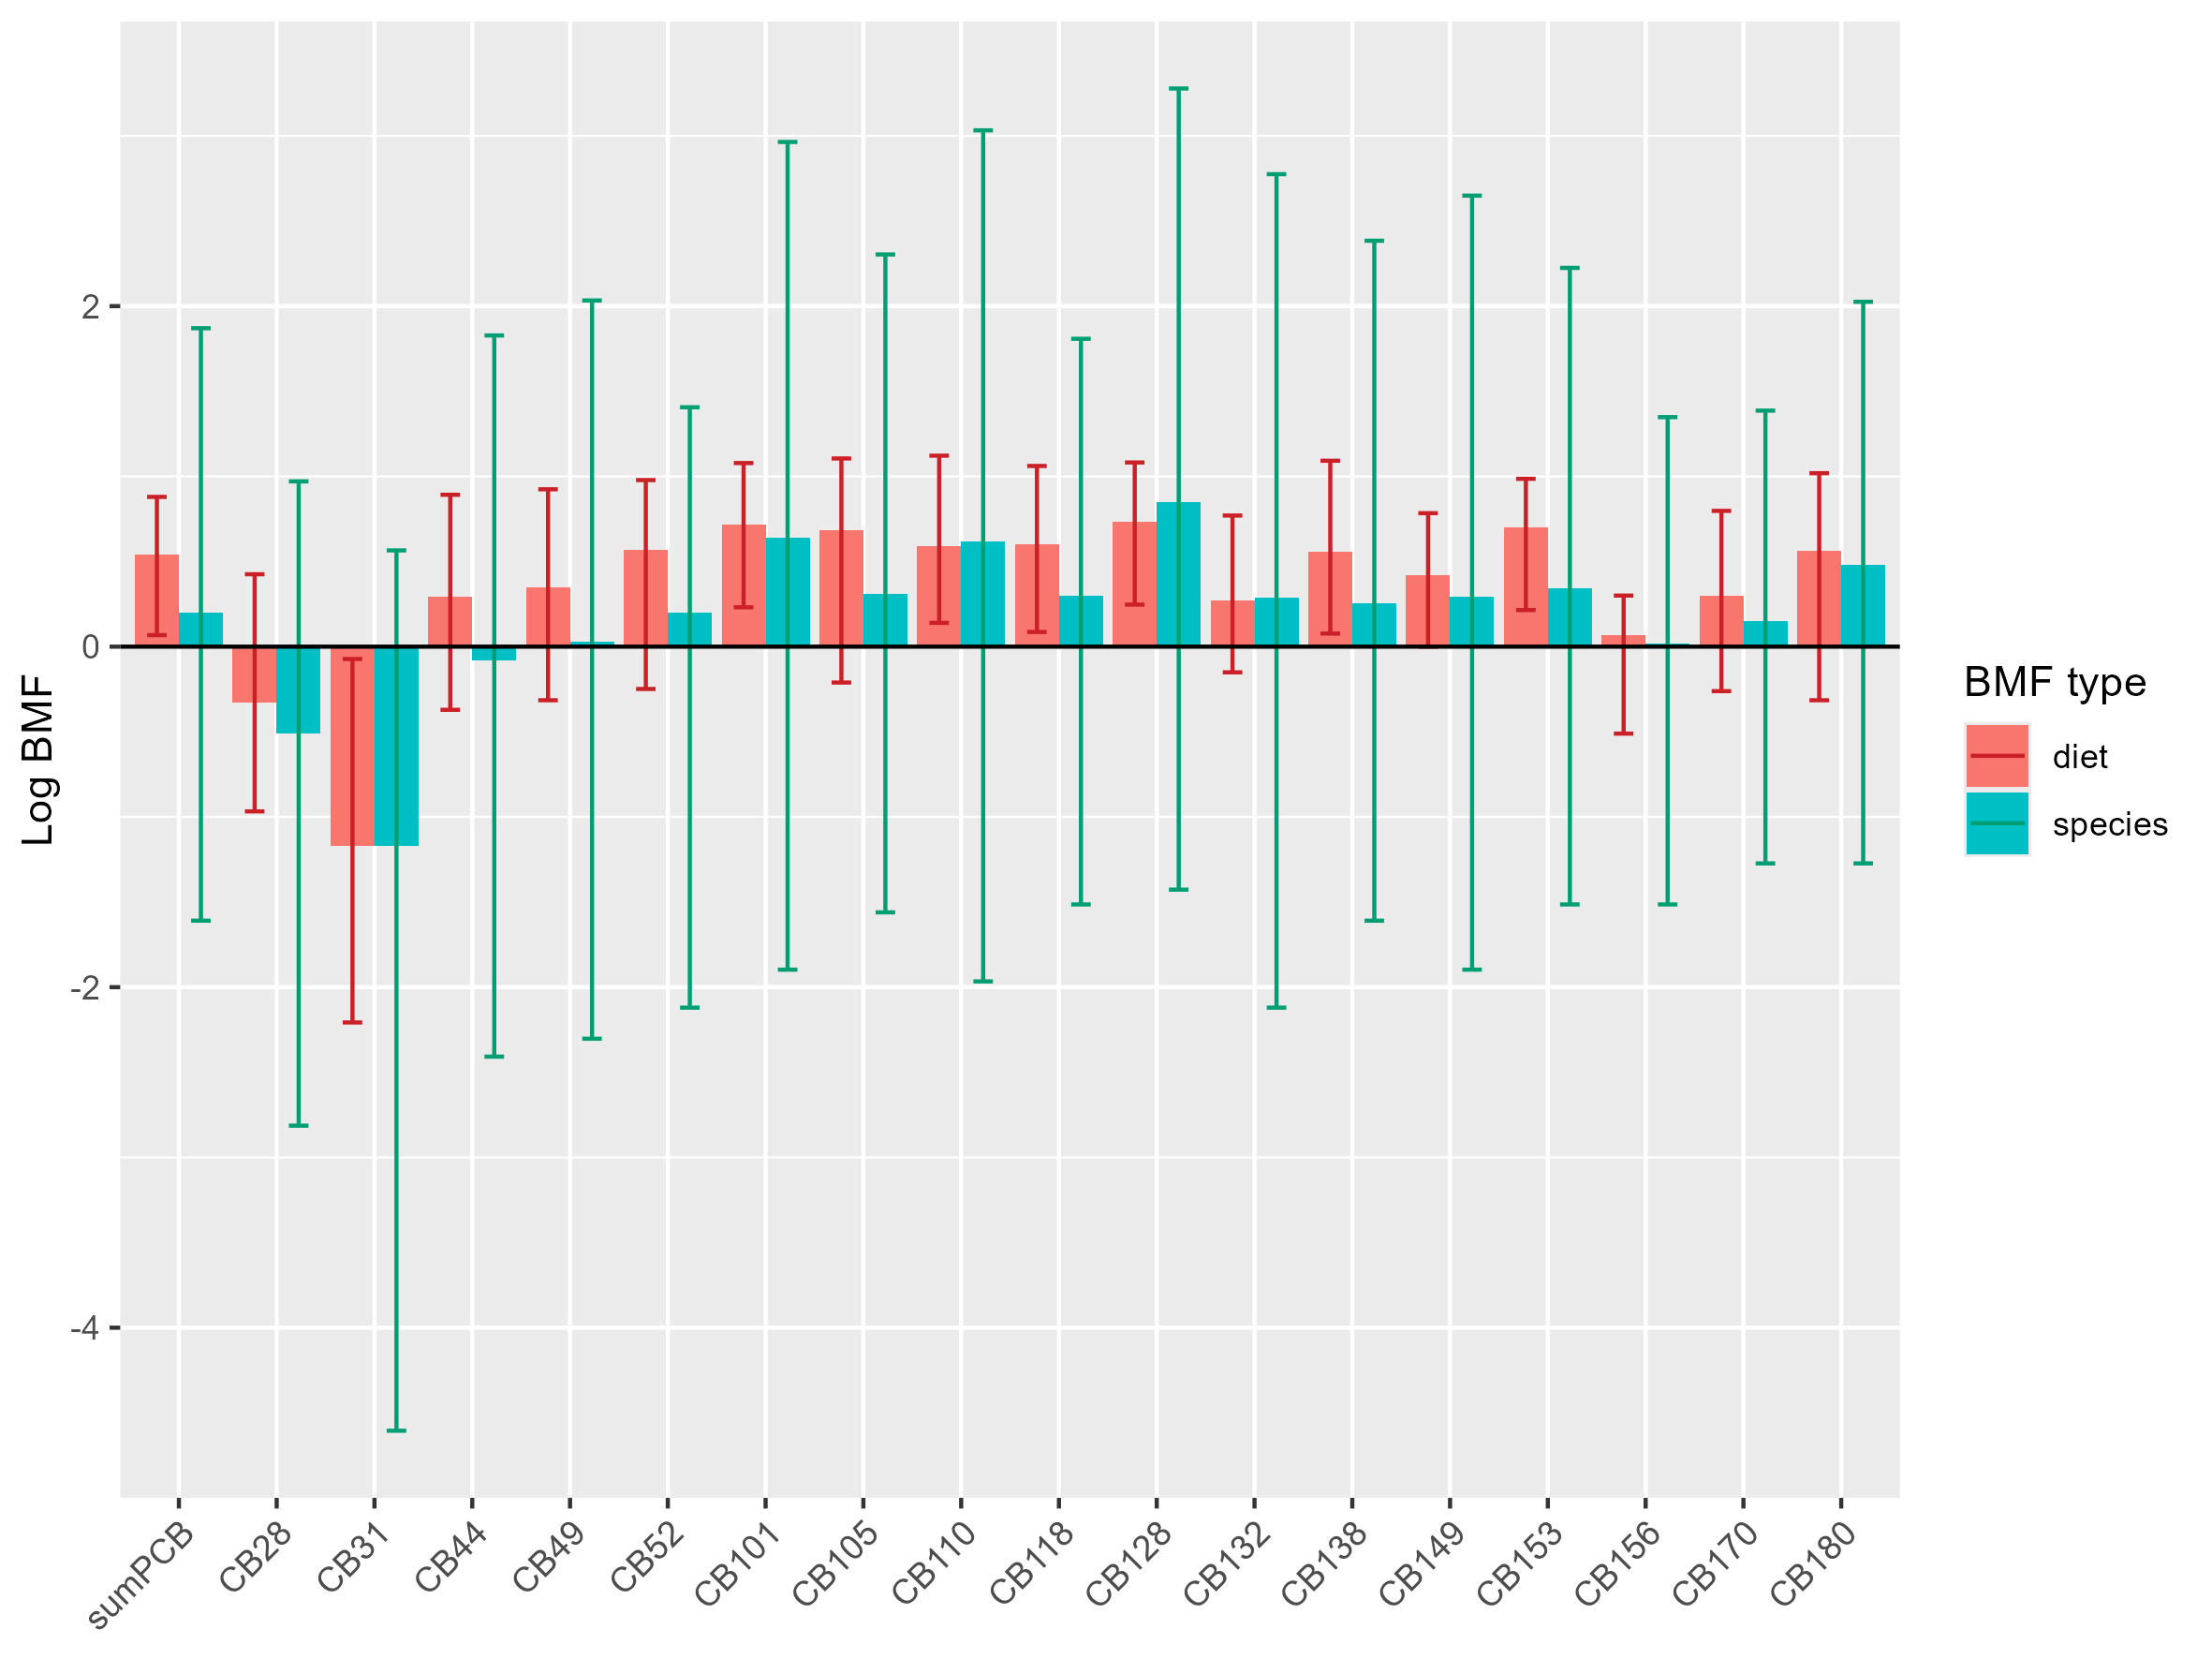 2
0
-2
-4
Log BMF
sumPCB
CB28
CB31
CB44
CB49
CB52
CB101
CB105
CB110
CB118
CB128
CB132
CB138
CB149
CB153
CB156
CB170
CB180
BMF type
diet
species